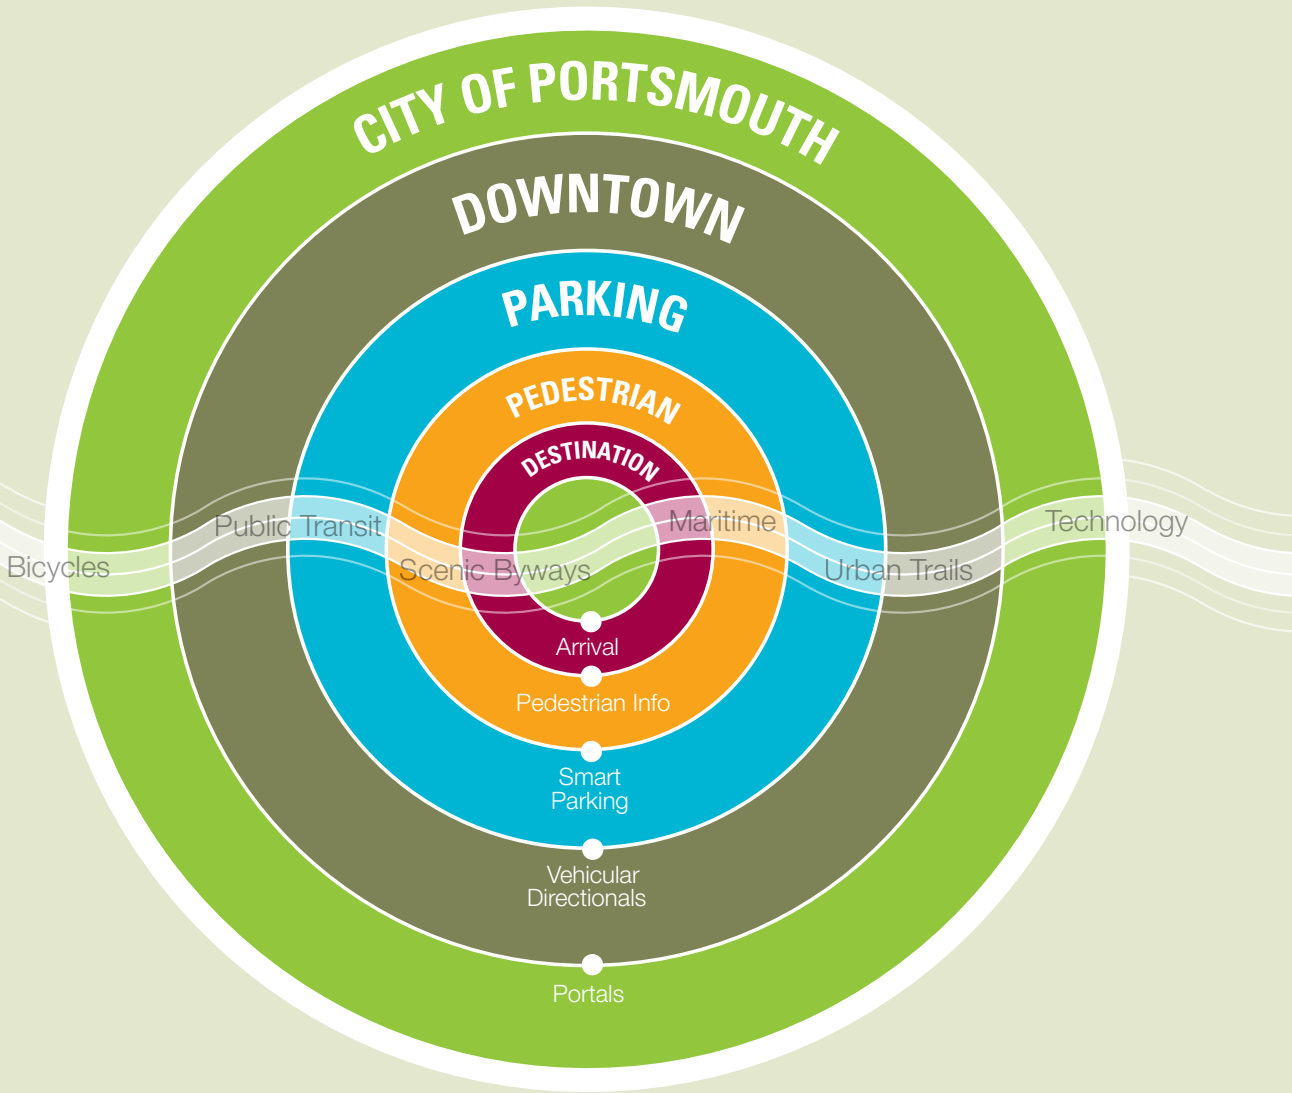 CITY OF PORTSMOUTH
DOWNTOWN
PARKING
PEDESTRIAN
DESTINATION
Bicycles
Public Transit
Scenic Byways
Maritime
Urban Trails
Technology
Arrival
Pedestrian Info
Smart
Parking
Vehicular
Directionals
Portals